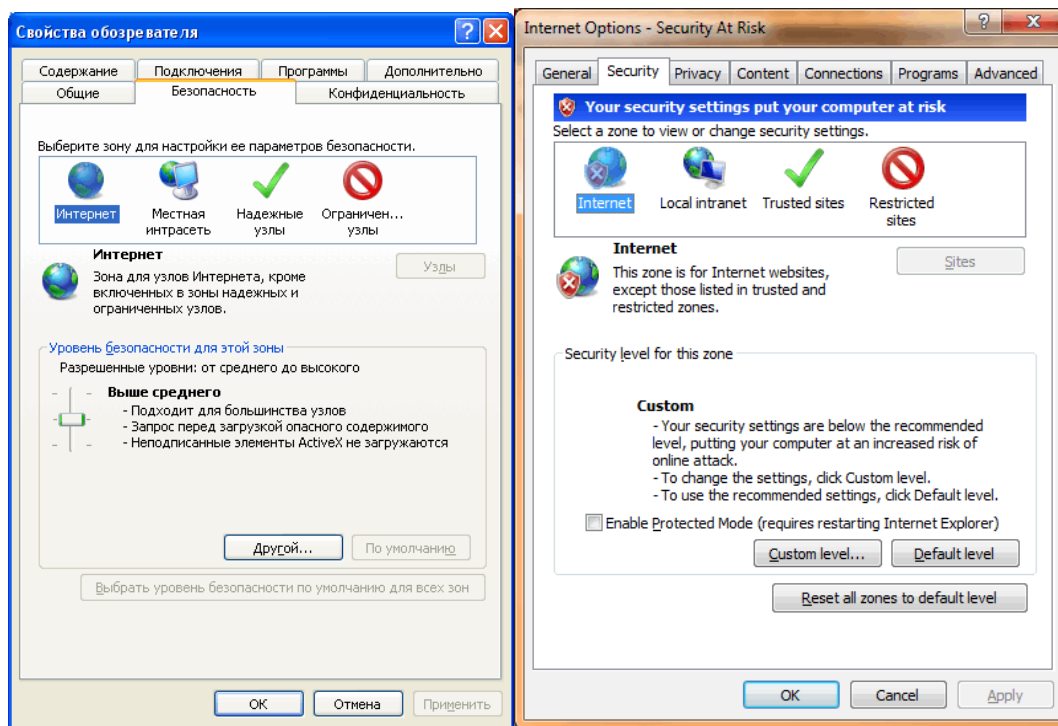 Свойства обозревателя
Содержание
Подключения
Программы
Дополнительно
Общие
Безопасность
Конфиденциальность
Выберите зону для настройки ее параметров безопасности.
Интернет
Местная
интрасеть
Надежные
узлы
Ограничен...
узлы
Интернет
Зона для узлов Интернета, кроме
включенных в зоны надежных и
ограниченных узлов.
Узлы
Уровень безопасности для этой зоны
Разрешенные уровни: от среднего до высокого
Выше среднего
- Подходит для большинства узлов
- Запрос перед загрузкой опасного содержимого
- Неподписанные элементы ActiveX не загружаются
Другой...
По умолчанию
Выбрать уровень безопасности по умолчанию для всех зон
ОК
Отмена
Применить
Internet Options - Security At Risk
General
Security
Privacy
Content
Connections
Programs
Advanced
Your security settings put your computer at risk
Select a zone to view or change security settings.
Internet
Local intranet
Trusted sites
Restricted
sites
Internet
This zone is for Internet websites,
except those listed in trusted and
restricted zones.
Sites
Security level for this zone
Custom
- Your security settings are below the recommended
level, putting your computer at an increased risk of
online attack.
- To change the settings, click Custom level.
- To use the recommended settings, click Default level.
Enable Protected Mode (requires restarting Internet Explorer)
Custom level...
Default level
Reset all zones to default level
OK
Cancel
Apply